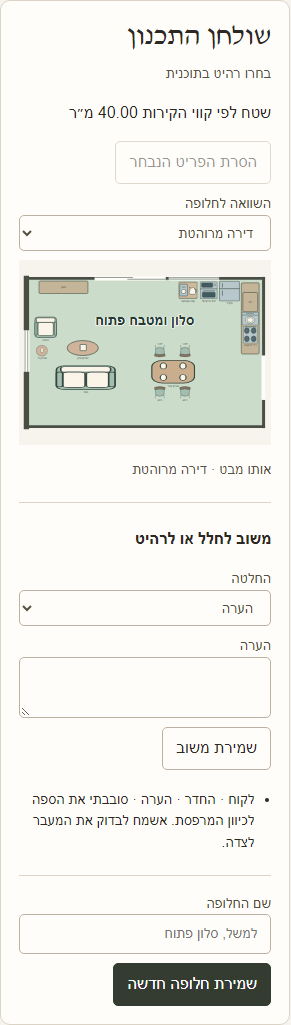 שולחן התכנון
בחרו רהיט בתוכנית
שטח לפי קווי הקירות 40.00 מ״ר
הסרת הפריט הנבחר
השוואה לחלופה
דירה מרוהטת
סלון ומטבח פתוח
אותו מבט · דירה מרוהטת
משוב לחלל או לרהיט
החלטה
הערה
הערה
שמירת משוב
לקוח · החדר · הערה · סובבתי את הספה
לכיוון המרפסת. אשמח לבדוק את המעבר
לצדה.
שם החלופה
למשל, סלון פתוח
שמירת חלופה חדשה